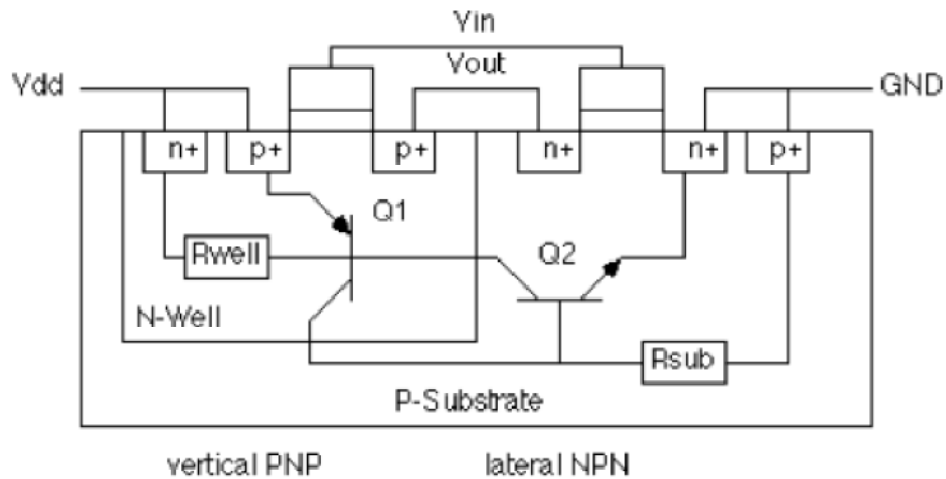 Vin
Vdd
Vout
GND
n+ p+ p+ n+ n+ p+
Q1
Rwell
Q2
N-Well
Rsub
P-Substrate
vertical PNP lateral NPN